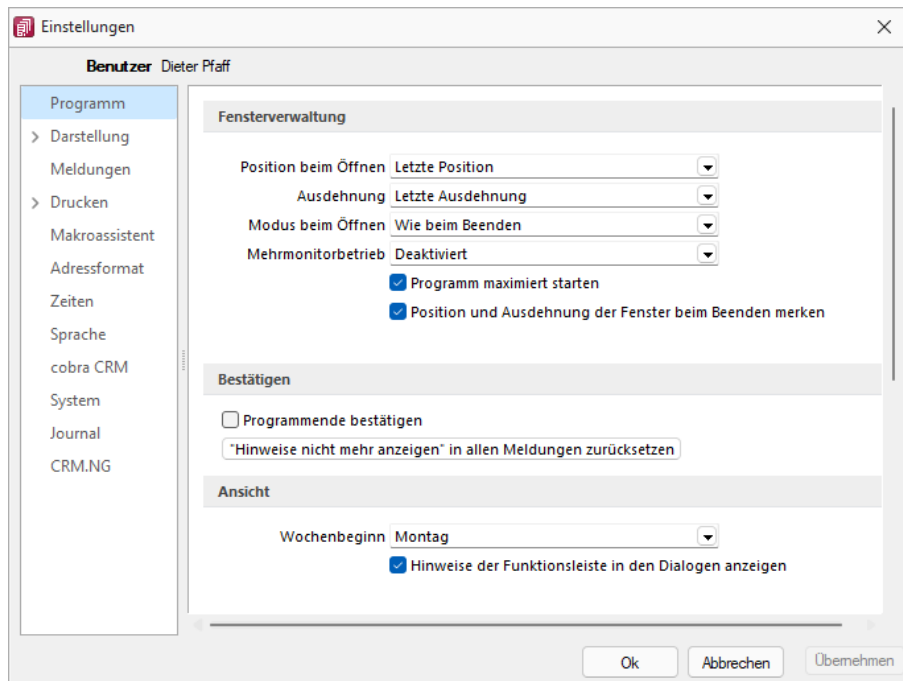 Einstellungen
Benutzer Dieter Pfaff
Programm
Darstellung
Meldungen
Drucken
Makroassistent
Adressformat
Zeiten
Sprache
cobra CRM
System
Journal
CRM.NG
Fensterverwaltung
Position beim Öffnen Letzte Position
Ausdehnung Letzte Ausdehnung
Modus beim Öffnen Wie beim Beenden
Mehrmonitorbetrieb Deaktiviert
Programm maximiert starten
Position und Ausdehnung der Fenster beim Beenden merken
Bestätigen
Programmende bestätigen
"Hinweise nicht mehr anzeigen" in allen Meldungen zurücksetzen
Ansicht
Wochenbeginn Montag
Hinweise der Funktionsleiste in den Dialogen anzeigen
Ok Abbrechen Übernehmen